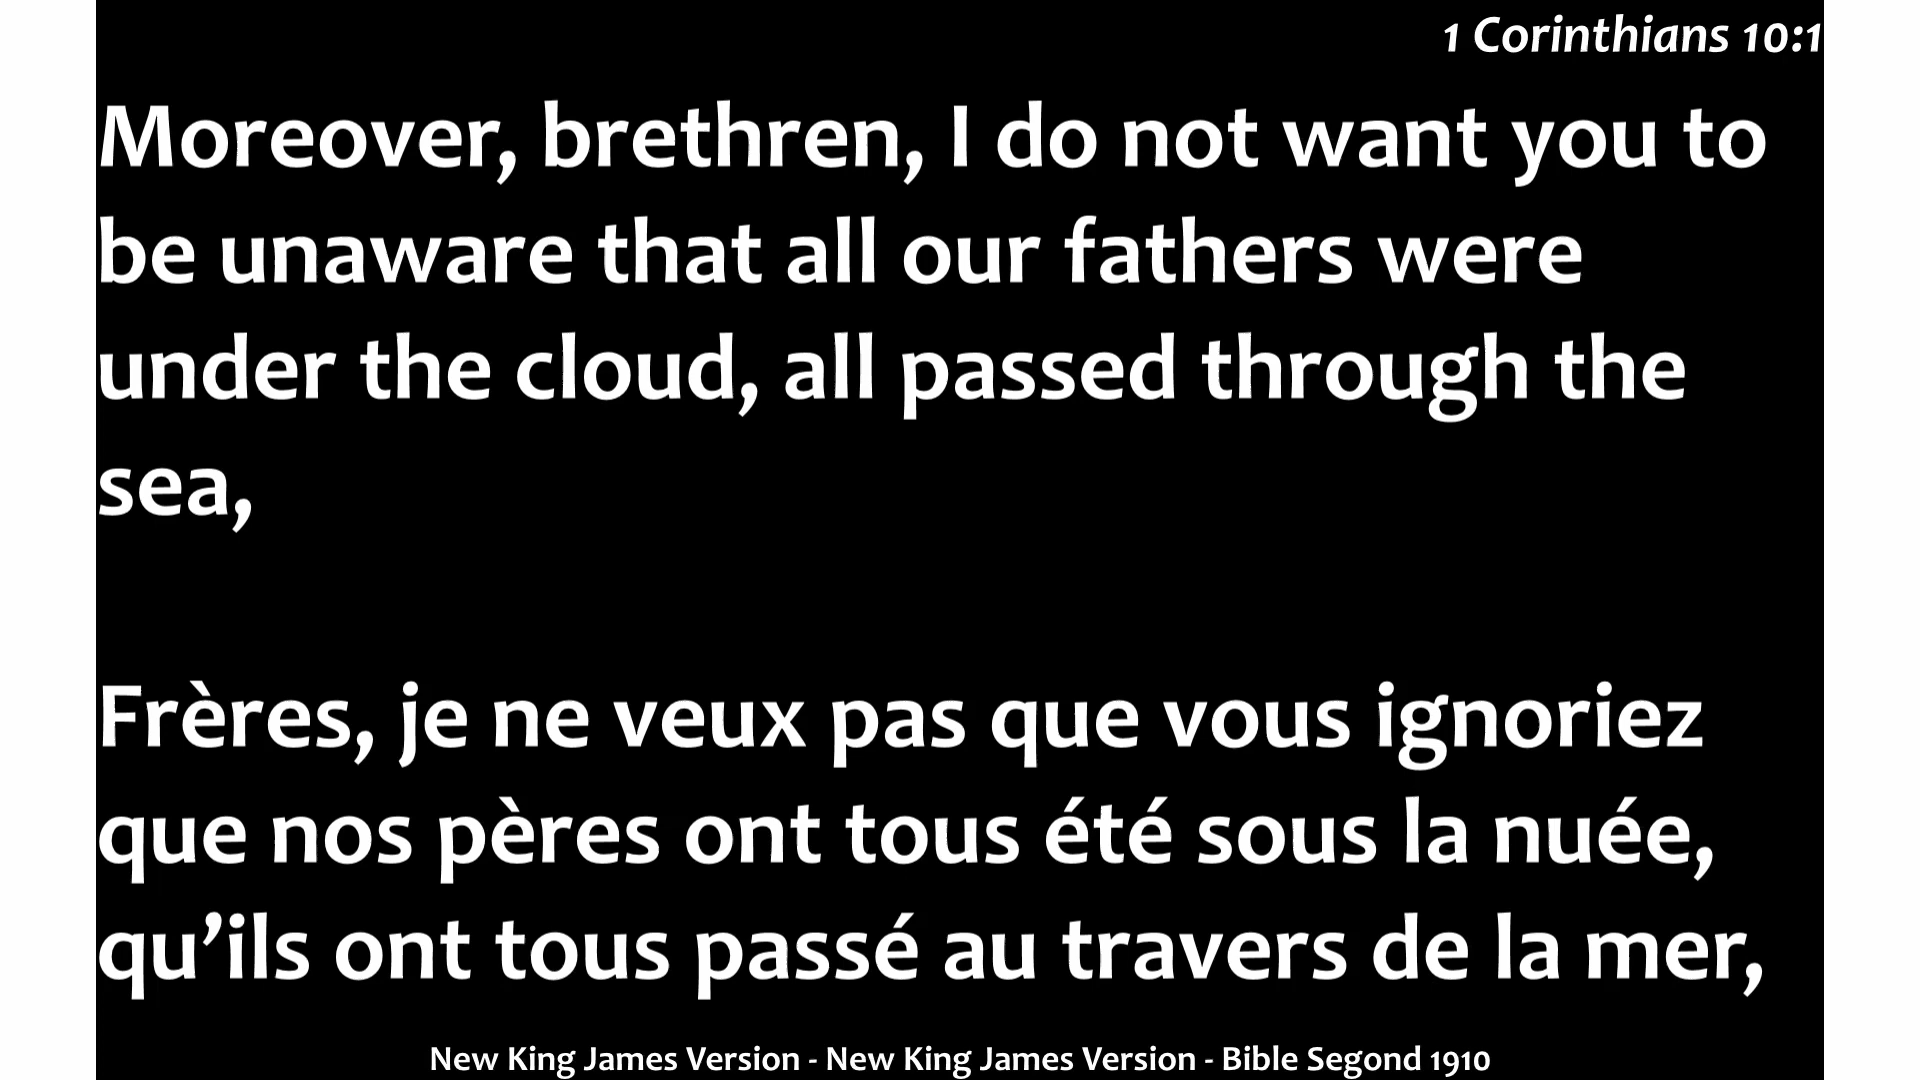 1 Corinthians 10:1
Moreover, brethren, I do not want you to
be unaware that all our fathers were
under the cloud, all passed through the
sea,
Frères, je ne veux pas que vous ignoriez
que nos pères ont tous été sous la nuée,
qu’ils ont tous passé au travers de la mer,
New King James Version - New King James Version - Bible Segond 1910